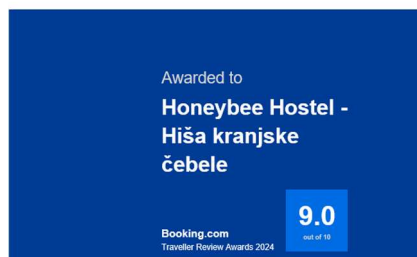 Awarded to
Honeybee Hostel -
Hiša kranjske
čebele
9.0
out of 10
Booking.com
Traveller Review Awards 2024